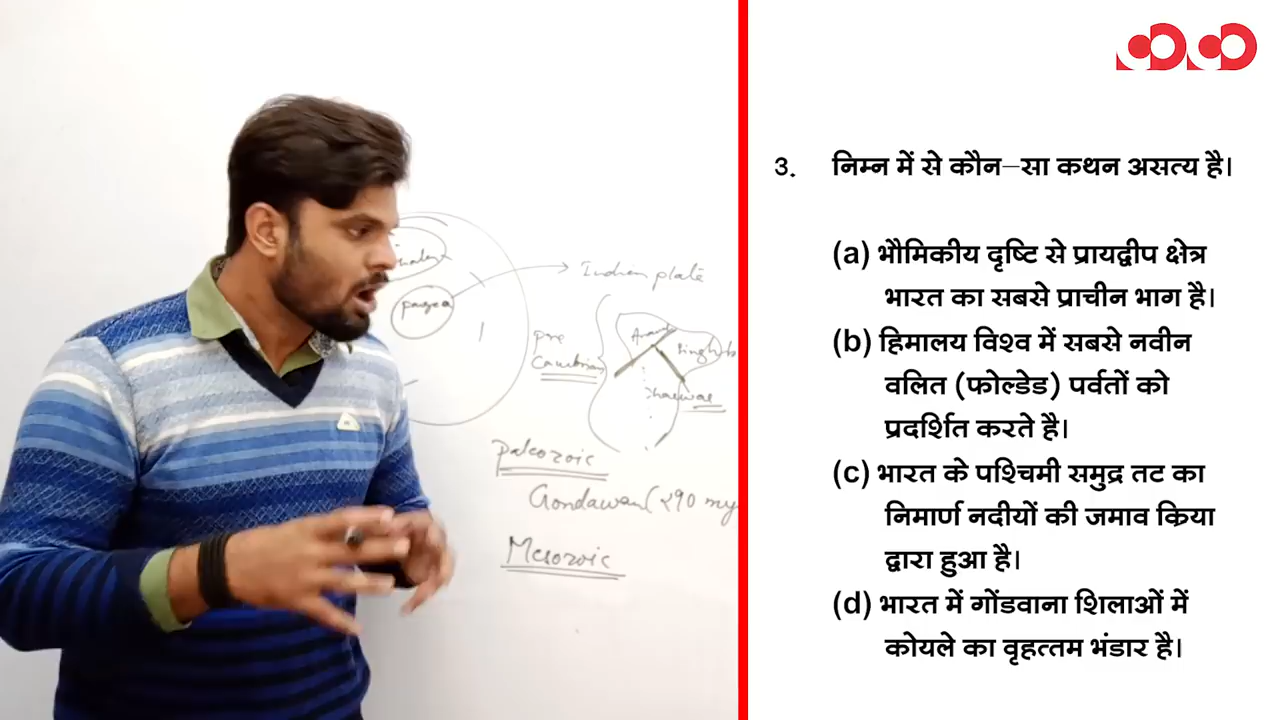 Indian plate
pangea
pre
Cambrian
Dharwar
paleozoic
Gondawan (290 my
Mesozoic
3. निम्न में से कौन–सा कथन असत्य है।
(a) भौमिकीय दृष्टि से प्रायद्वीप क्षेत्र
भारत का सबसे प्राचीन भाग है।
(b) हिमालय विश्व में सबसे नवीन
वलित (फोल्डेड) पर्वतों को
प्रदर्शित करते है।
(c) भारत के पश्चिमी समुद्र तट का
निमार्ण नदीयों की जमाव किया
द्वारा हुआ है।
(d) भारत में गोंडवाना शिलाओं में
कोयले का वृहत्तम भंडार है।